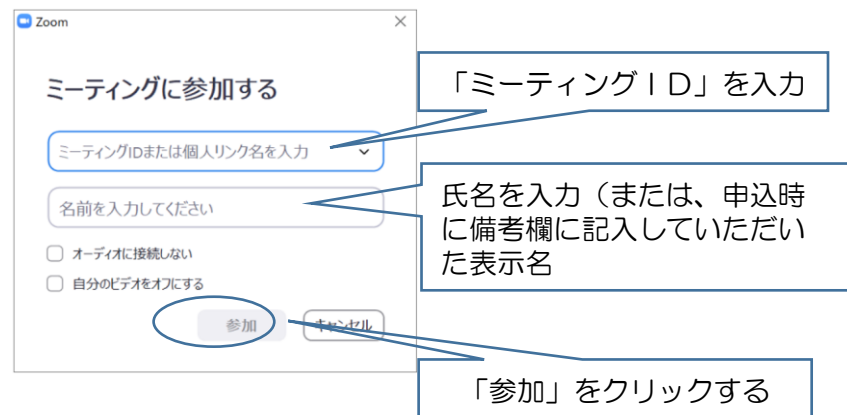 Zoom
ミーティングに参加する
「ミーティングＩＤ」を入力
ミーティングIDまたは個人リンク名を入力
氏名を入力（または、申込時
に備考欄に記入していただい
た表示名
名前を入力してください
オーディオに接続しない
自分のビデオをオフにする
参加
キャンセル
「参加」をクリックする